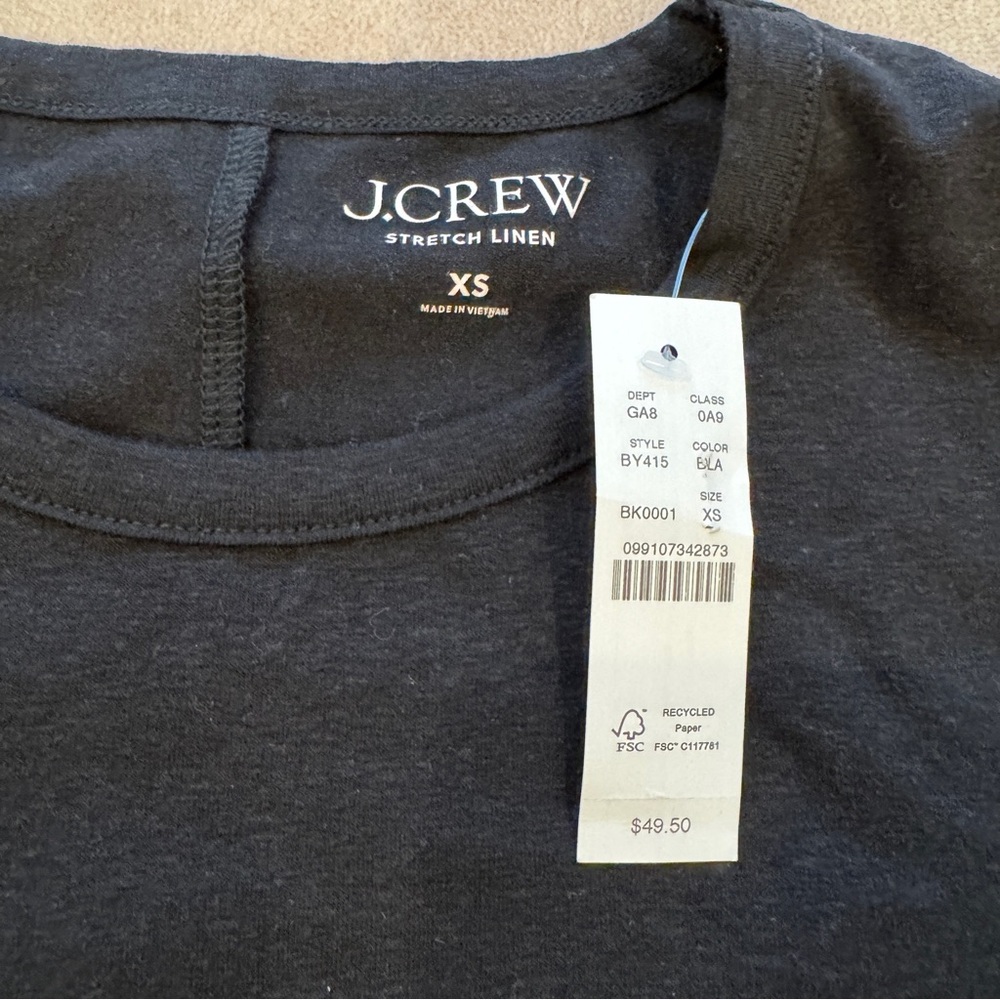 J.CREW
STRETCH LINEN
XS
MADE IN VIETNAM
DEPT CLASS
GA8 0A9
STYLE COLOR
BY415 BLA
SIZE
BK0001 XS
099107342873
RECYCLED
Paper
FSC FSC™ C117781
$49.50